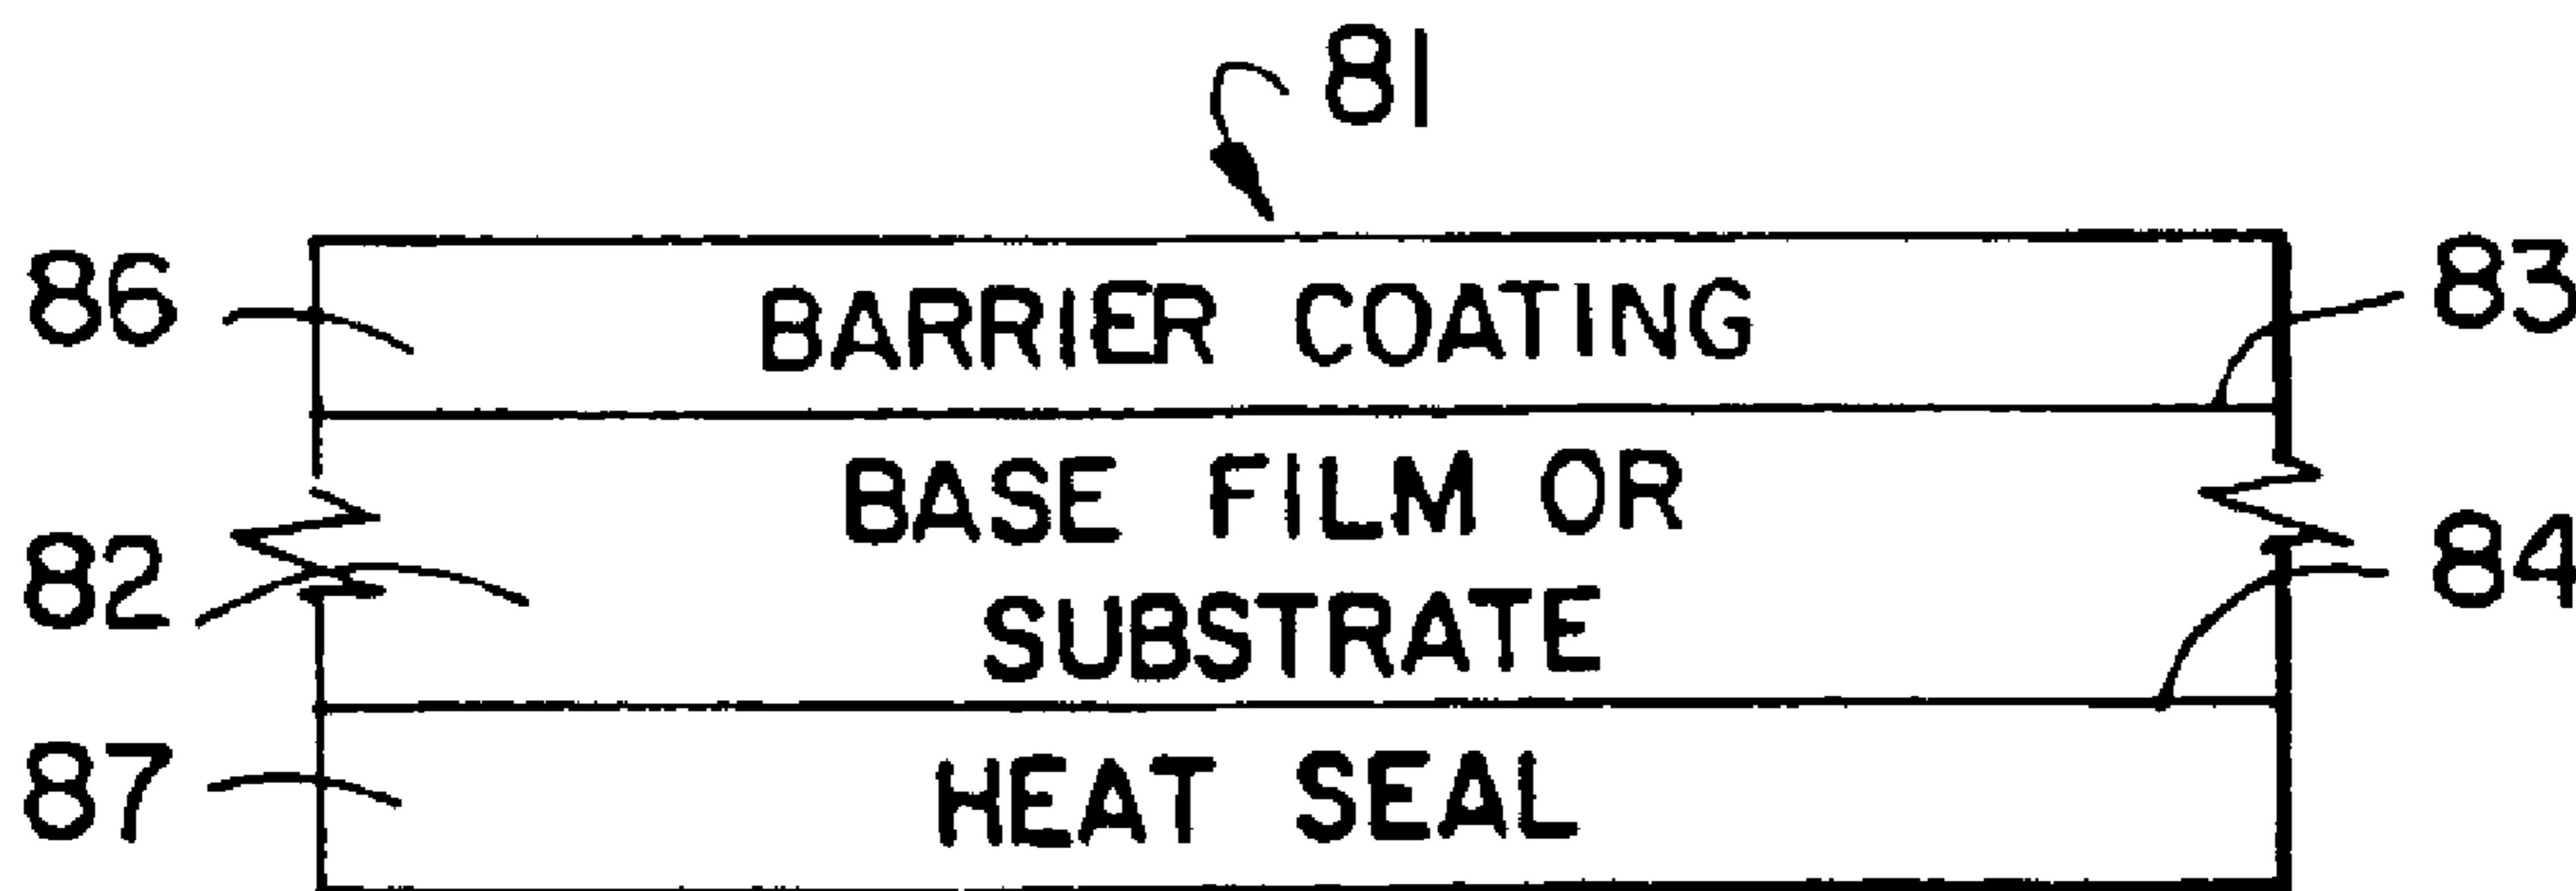 81
86
BARRIER COATING
83
BASE FILM OR
82
SUBSTRATE
84
87
HEAT SEAL